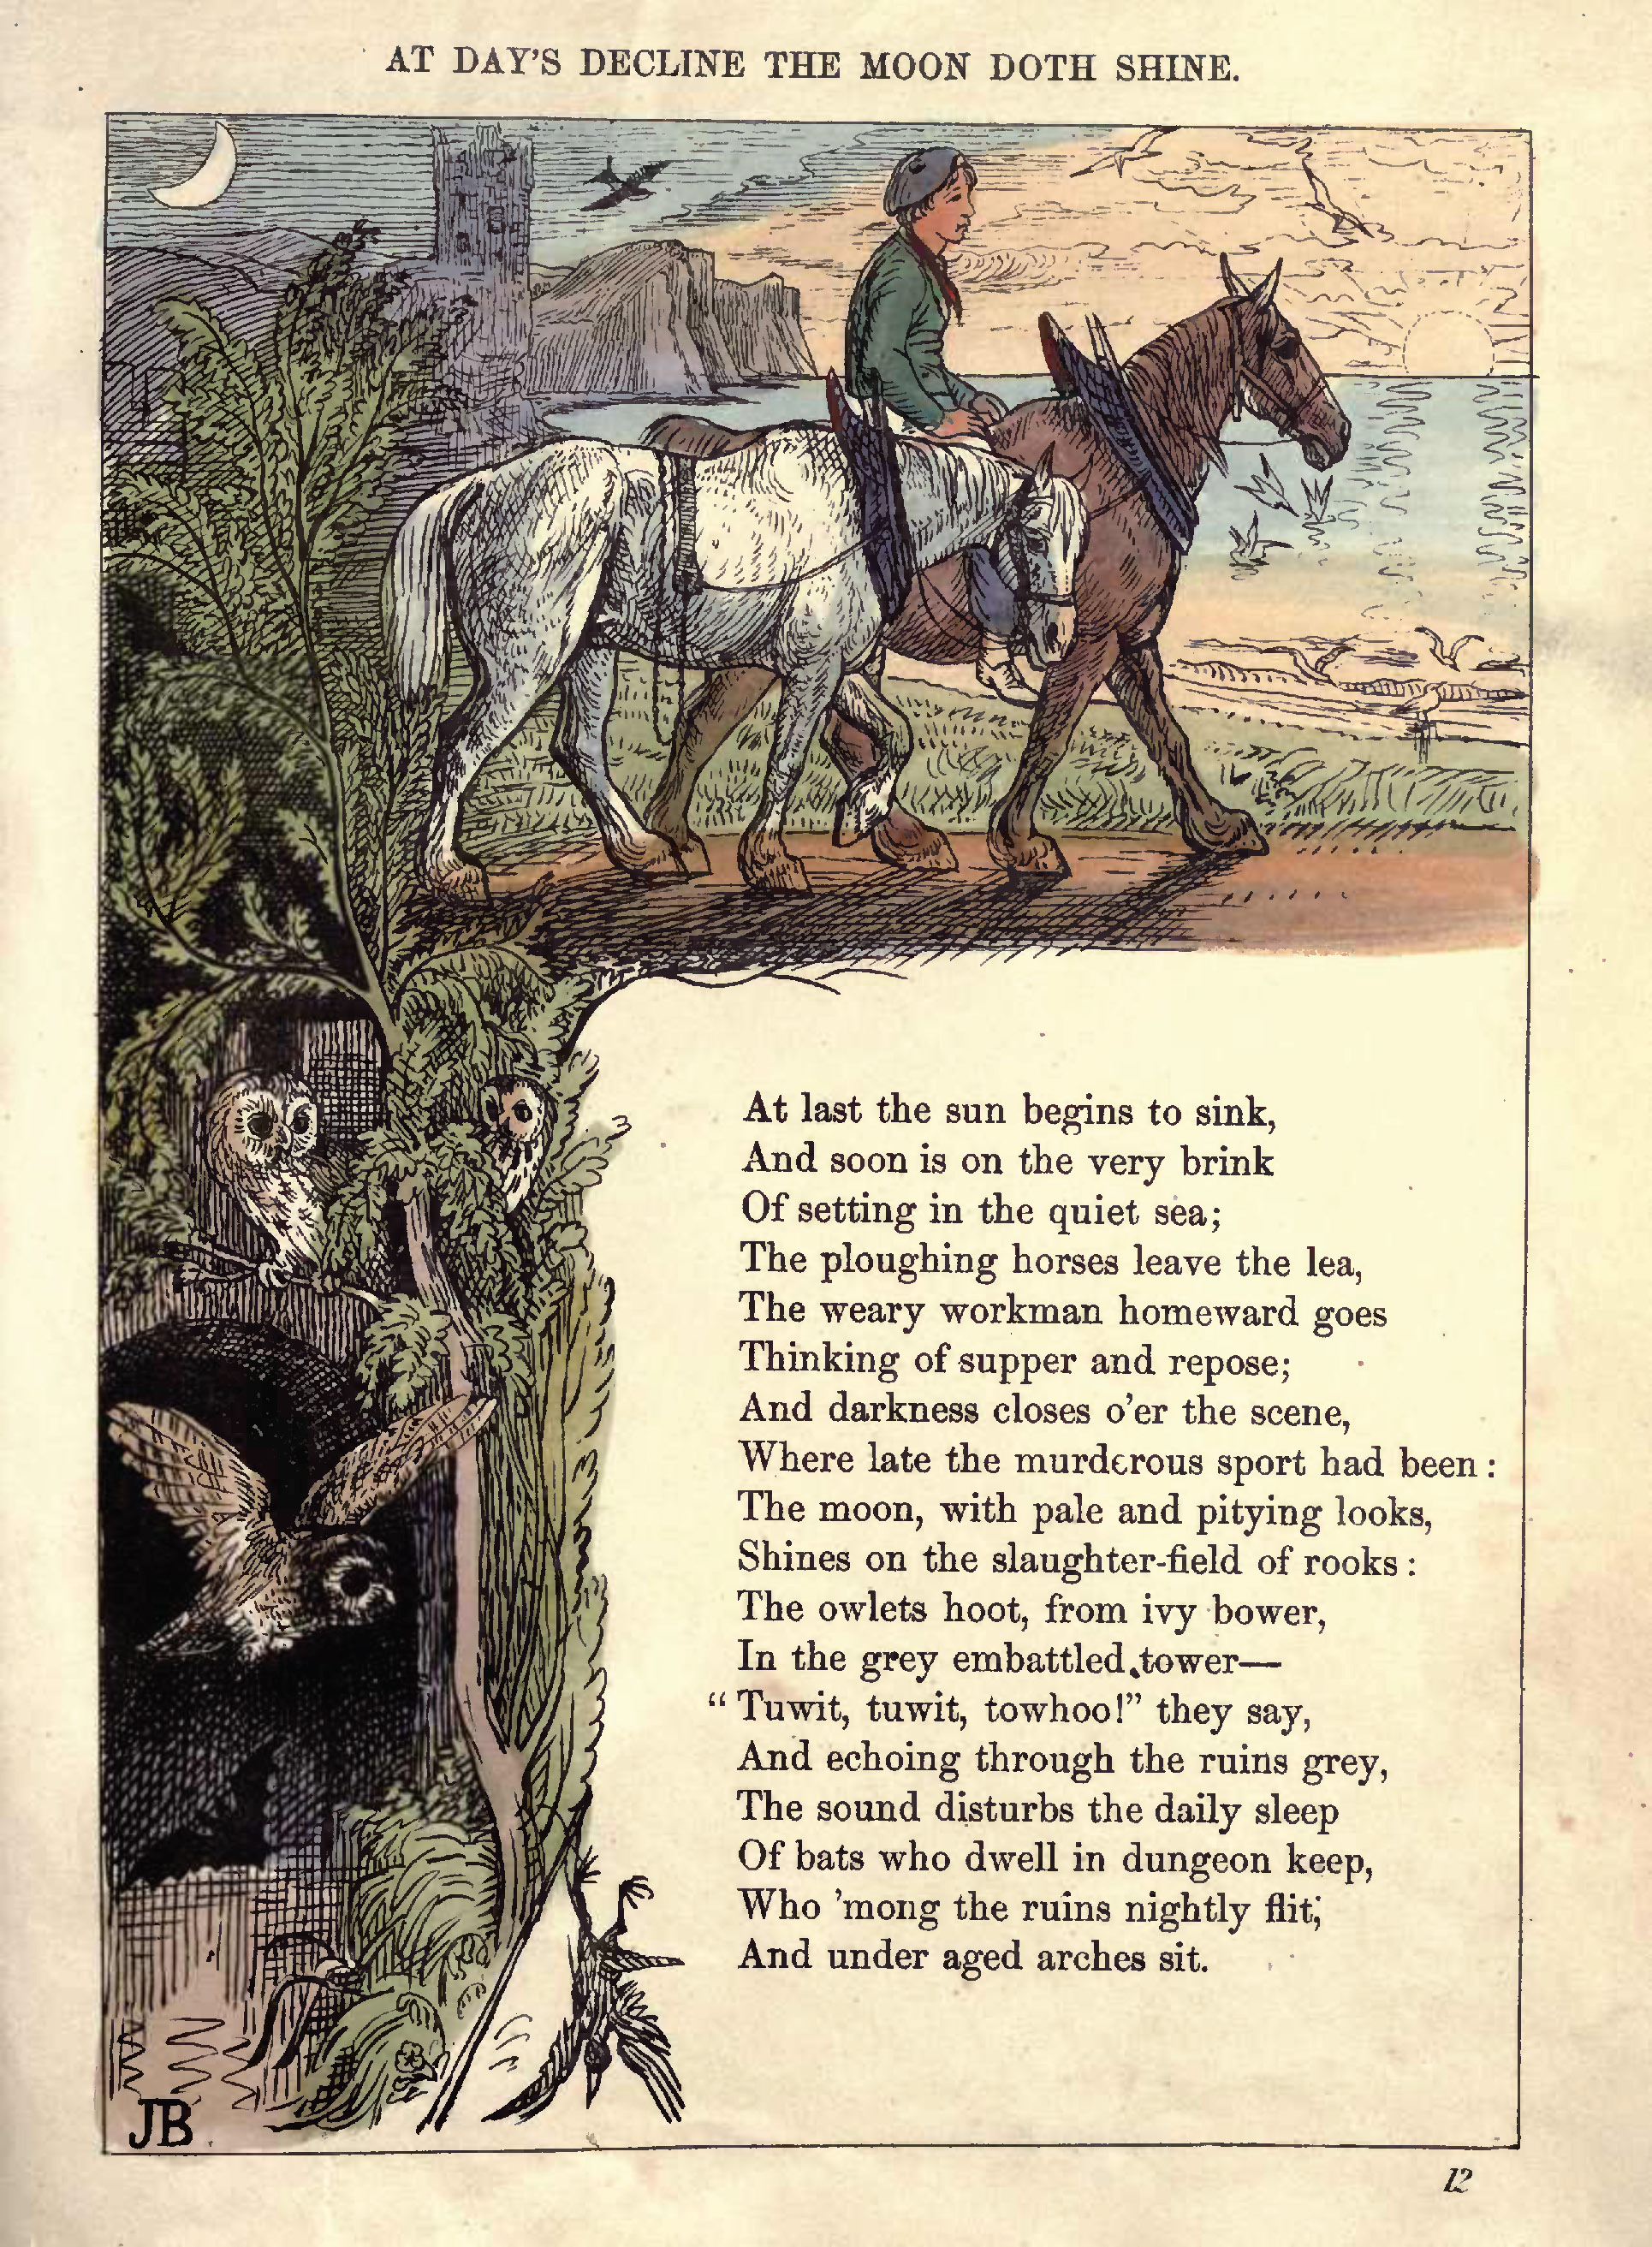 AT DAY'S DECLINE THE MOON DOTH SHINE.
At last the sun begins to sink,
And soon is on the very brink
Of setting in the quiet sea;
The ploughing horses leave the lea,
The weary workman homeward goes
Thinking of supper and repose;
And darkness closes o'er the scene,
Where late the murderous sport had been:
The moon, with pale and pitying looks,
Shines on the slaughter-field of rooks:
The owlets hoot, from ivy bower,
In the grey embattled tower—
“Tuwit, tuwit, towhoo!” they say,
And echoing through the ruins grey,
The sound disturbs the daily sleep
Of bats who dwell in dungeon keep,
Who 'mong the ruins nightly flit;
And under aged arches sit.
JB
12